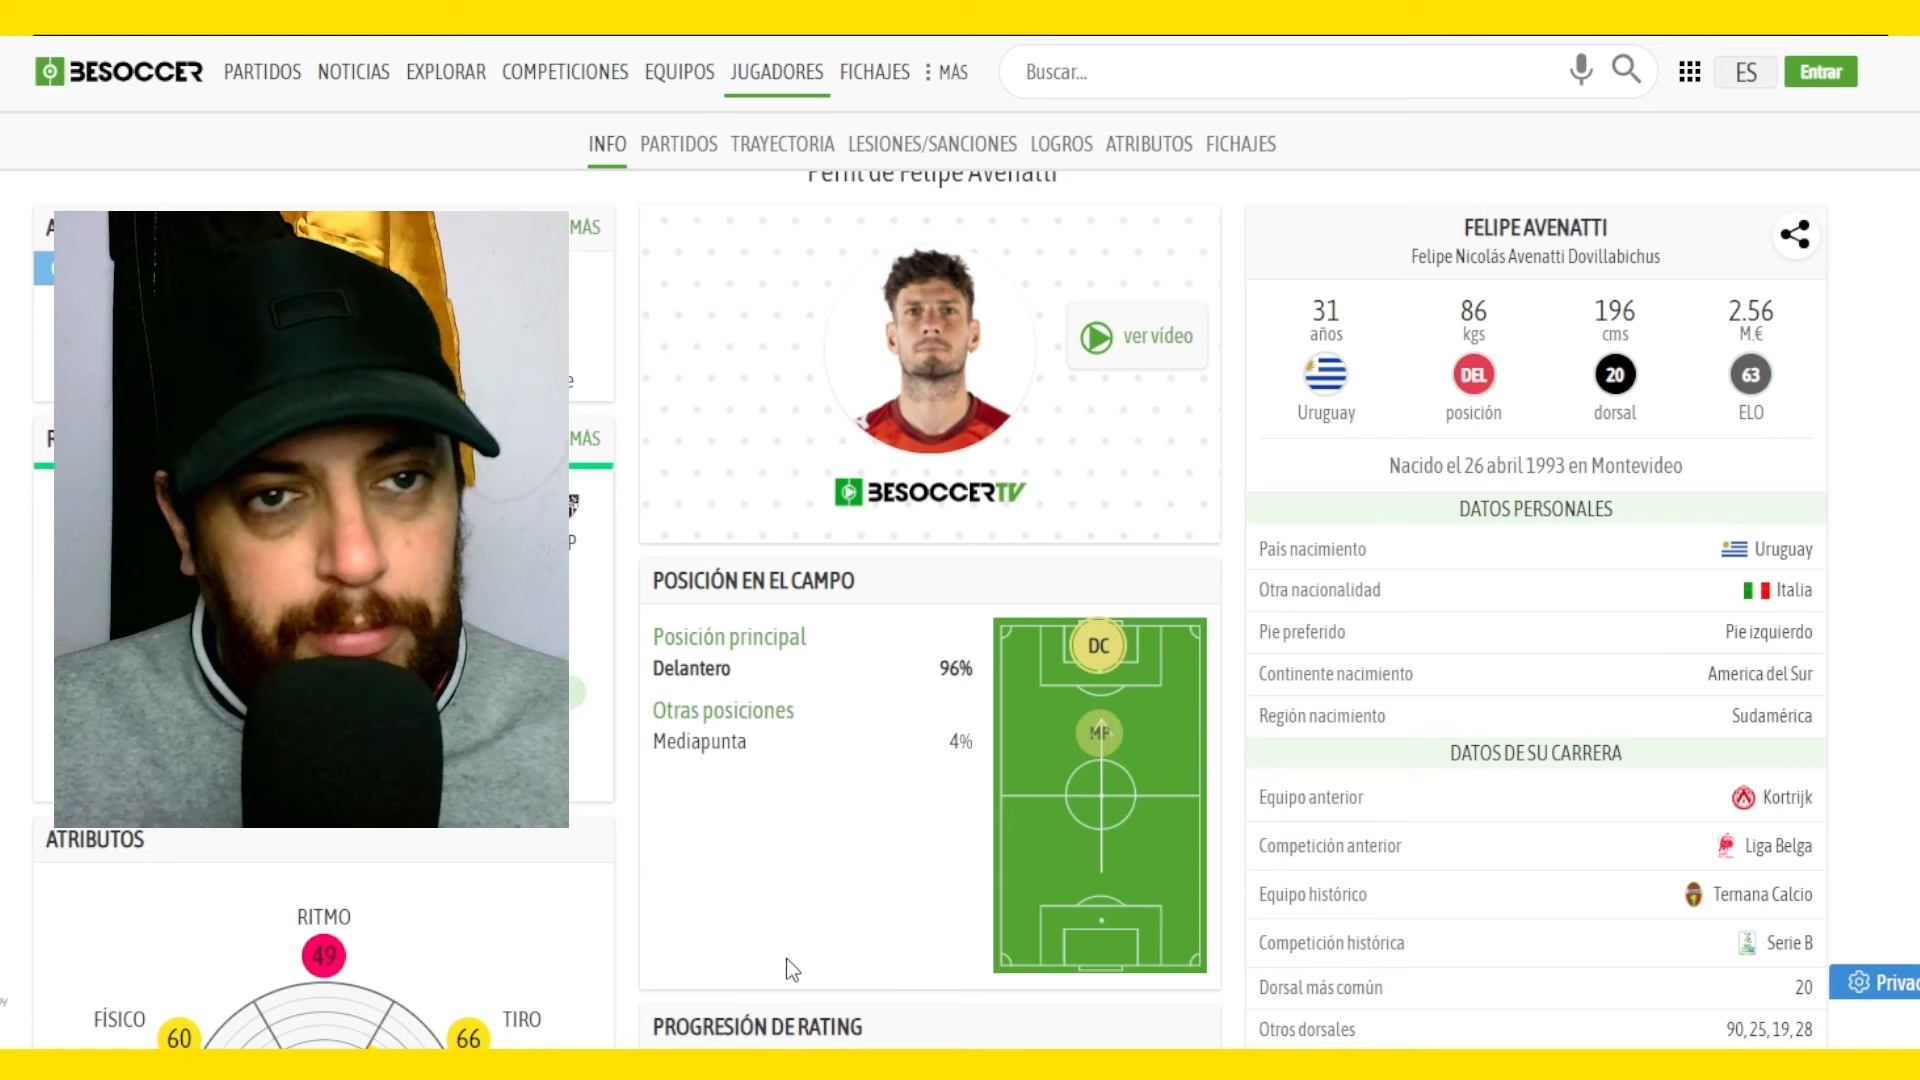 BESOCCER PARTIDOS NOTICIAS EXPLORAR COMPETICIONES EQUIPOS JUGADORES FICHAJES MÁS Buscar... ES Entrar
INFO PARTIDOS TRAYECTORIA LESIONES/SANCIONES LOGROS ATRIBUTOS FICHAJES
Perfil de Felipe Avenatti
MÁS
MÁS
ATRIBUTOS
RITMO
49
FÍSICO
60
TIRO
66
ver vídeo
BESOCCERTV
POSICIÓN EN EL CAMPO
Posición principal
Delantero 96%
Otras posiciones
Mediapunta 4%
DC
MP
PROGRESIÓN DE RATING
FELIPE AVENATTI
Felipe Nicolás Avenatti Dovillabichus
31 86 196 2.56
años kgs cms M.€
DEL 20 63
Uruguay posición dorsal ELO
Nacido el 26 abril 1993 en Montevideo
DATOS PERSONALES
País nacimiento Uruguay
Otra nacionalidad Italia
Pie preferido Pie izquierdo
Continente nacimiento America del Sur
Región nacimiento Sudamérica
DATOS DE SU CARRERA
Equipo anterior Kortrijk
Competición anterior Liga Belga
Equipo histórico Ternana Calcio
Competición histórica Serie B
Dorsal más común 20
Otros dorsales 90, 25, 19, 28
Privac